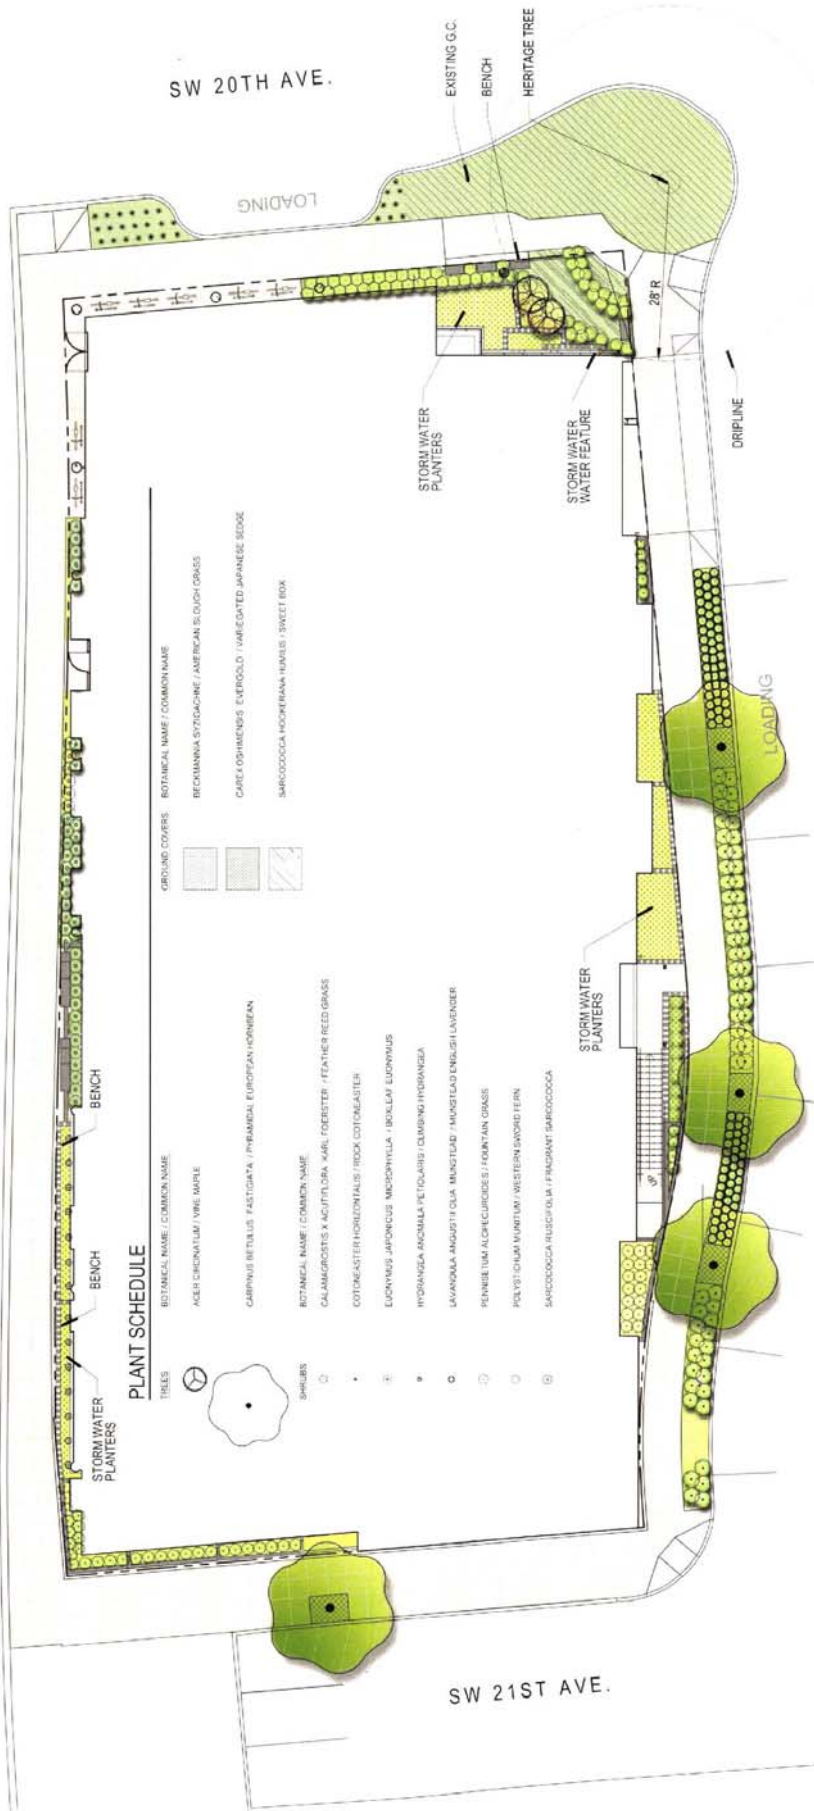 SW 20TH AVE.
EXISTING G.C.
BENCH
HERITAGE TREE
LOADING
28' R
DRIPLINE
STORM WATER
PLANTERS
STORM WATER
WATER FEATURE
PLANT SCHEDULE
TREES
BOTANICAL NAME / COMMON NAME
ACER CIRCINATUM / VINE MAPLE
CARPINUS BETULUS `FASTIGIATA` / PYRAMIDAL EUROPEAN HORNBEAM
SHRUBS
BOTANICAL NAME / COMMON NAME
CALAMAGROSTIS X ACUTIFLORA `KARL FOERSTER` / FEATHER REED GRASS
COTONEASTER HORIZONTALIS / ROCK COTONEASTER
EUONYMUS JAPONICUS `MICROPHYLLA` / BOXLEAF EUONYMUS
HYDRANGEA ANOMALA PETIOLARIS / CLIMBING HYDRANGEA
LAVANDULA ANGUSTIFOLIA `MUNSTEAD` / MUNSTEAD ENGLISH LAVENDER
PENNISETUM ALOPECUROIDES / FOUNTAIN GRASS
POLYSTICHUM MUNITUM / WESTERN SWORD FERN
SARCOCOCCA RUSCIFOLIA / FRAGRANT SARCOCOCCA
GROUND COVERS
BOTANICAL NAME / COMMON NAME
BECKMANNIA SYZIGACHNE / AMERICAN SLOUGH GRASS
CAREX OSHIMENSIS `EVERGOLD` / VARIEGATED JAPANESE SEDGE
SARCOCOCCA HOOKERIANA HUMILIS / SWEET BOX
BENCH
BENCH
STORM WATER
PLANTERS
STORM WATER
PLANTERS
UP
LOADING
SW 21ST AVE.